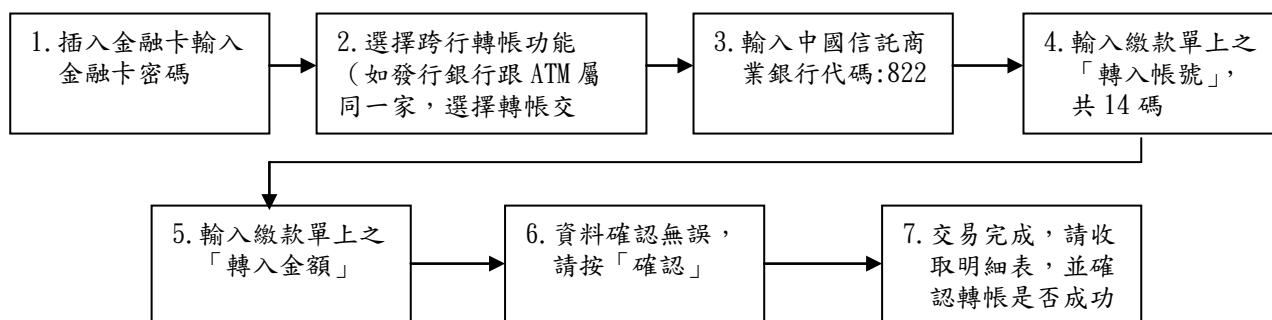 1.插入金融卡輸入
金融卡密碼
2.選擇跨行轉帳功能
(如發行銀行跟 ATM 屬
同一家，選擇轉帳交
3.輸入中國信託商
業銀行代碼:822
4.輸入繳款單上之
「轉入帳號」，
共 14 碼
5.輸入繳款單上之
「轉入金額」
6.資料確認無誤，
請按「確認」
7.交易完成，請收
取明細表，並確
認轉帳是否成功